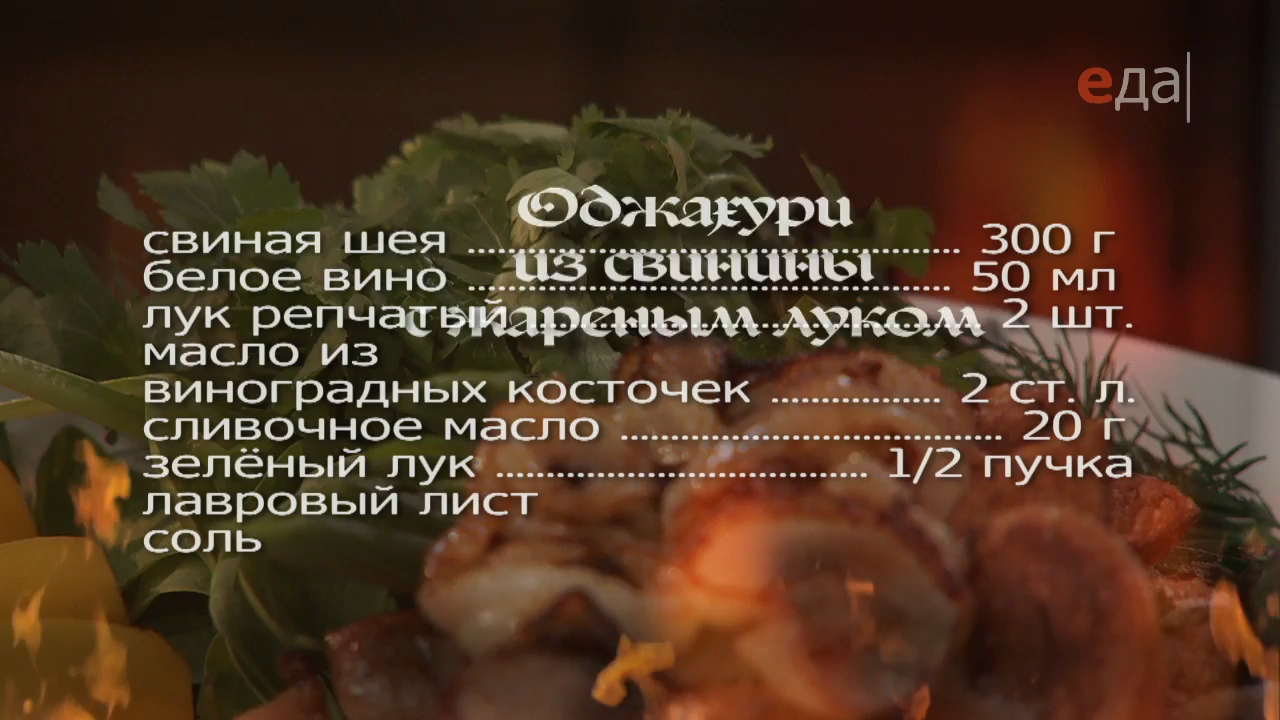 еда
Оджахури
из свинины
с жареным луком
свиная шея ................................................ 300 г
белое вино ............................................... 50 мл
лук репчатый ............................................ 2 шт.
масло из
виноградных косточек ................. 2 ст. л.
сливочное масло ...................................... 20 г
зелёный лук ..................................... 1/2 пучка
лавровый лист
соль